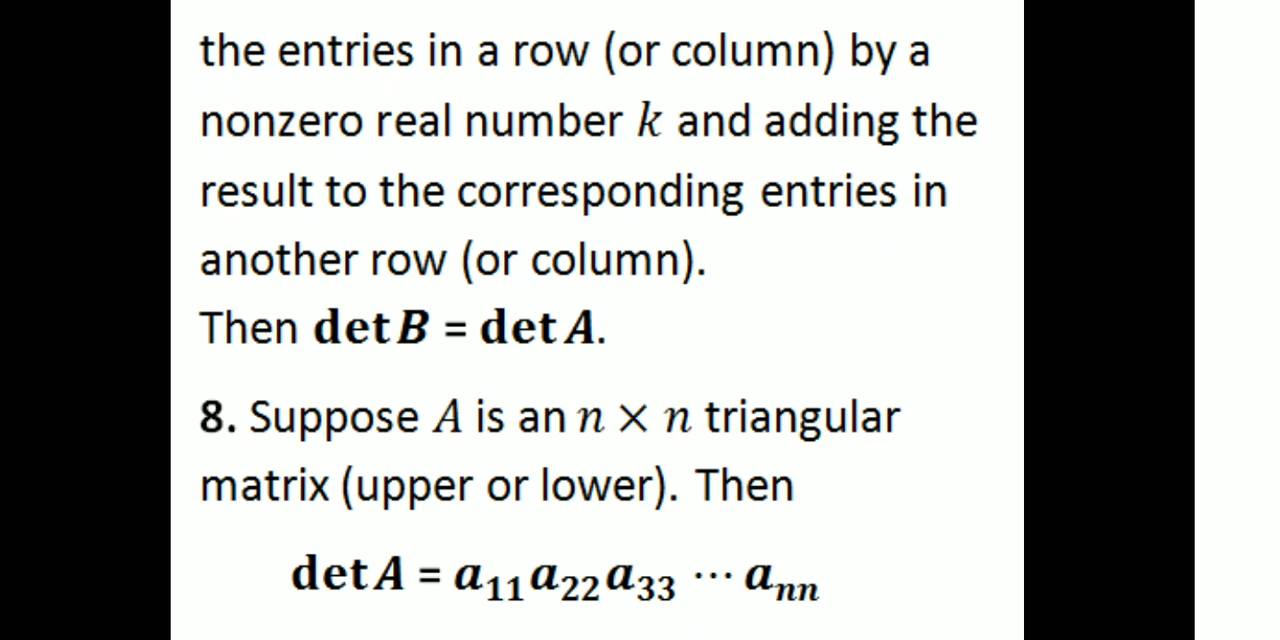 the entries in a row (or column) by a
nonzero real number k and adding the
result to the corresponding entries in
another row (or column).
Then det B = det A.
8. Suppose A is an n × n triangular
matrix (upper or lower). Then
det A = a₁₁a₂₂a₃₃ ⋯ aₙₙ